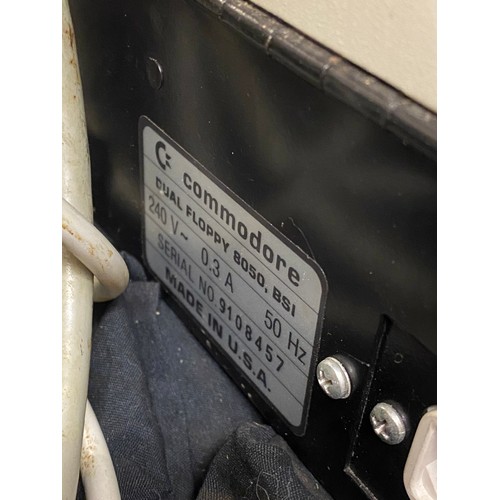 commodore
DUAL FLOPPY 8050, BSI
240 V~ 0.3 A 50 Hz
SERIAL NO. 9108457
MADE IN U.S.A.